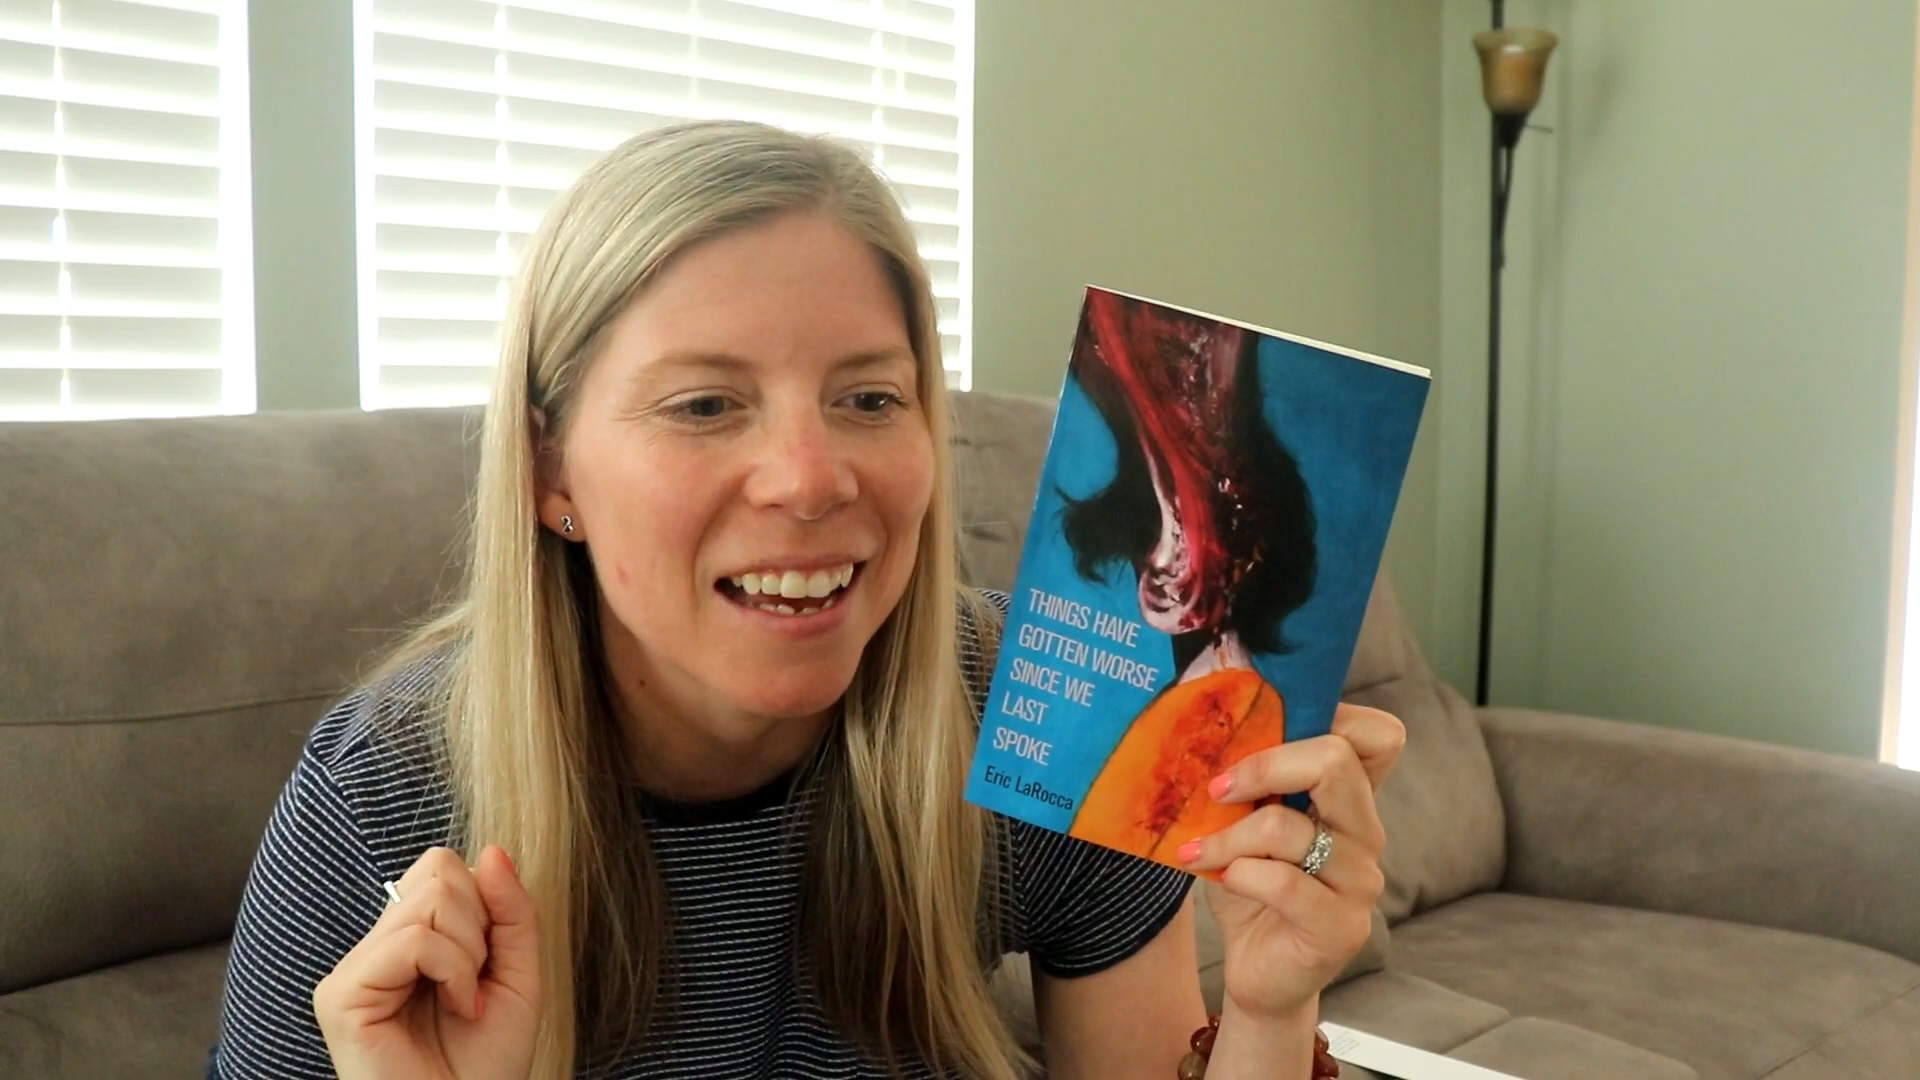 THINGS HAVE
GOTTEN WORSE
SINCE WE
LAST
SPOKE
Eric LaRocca